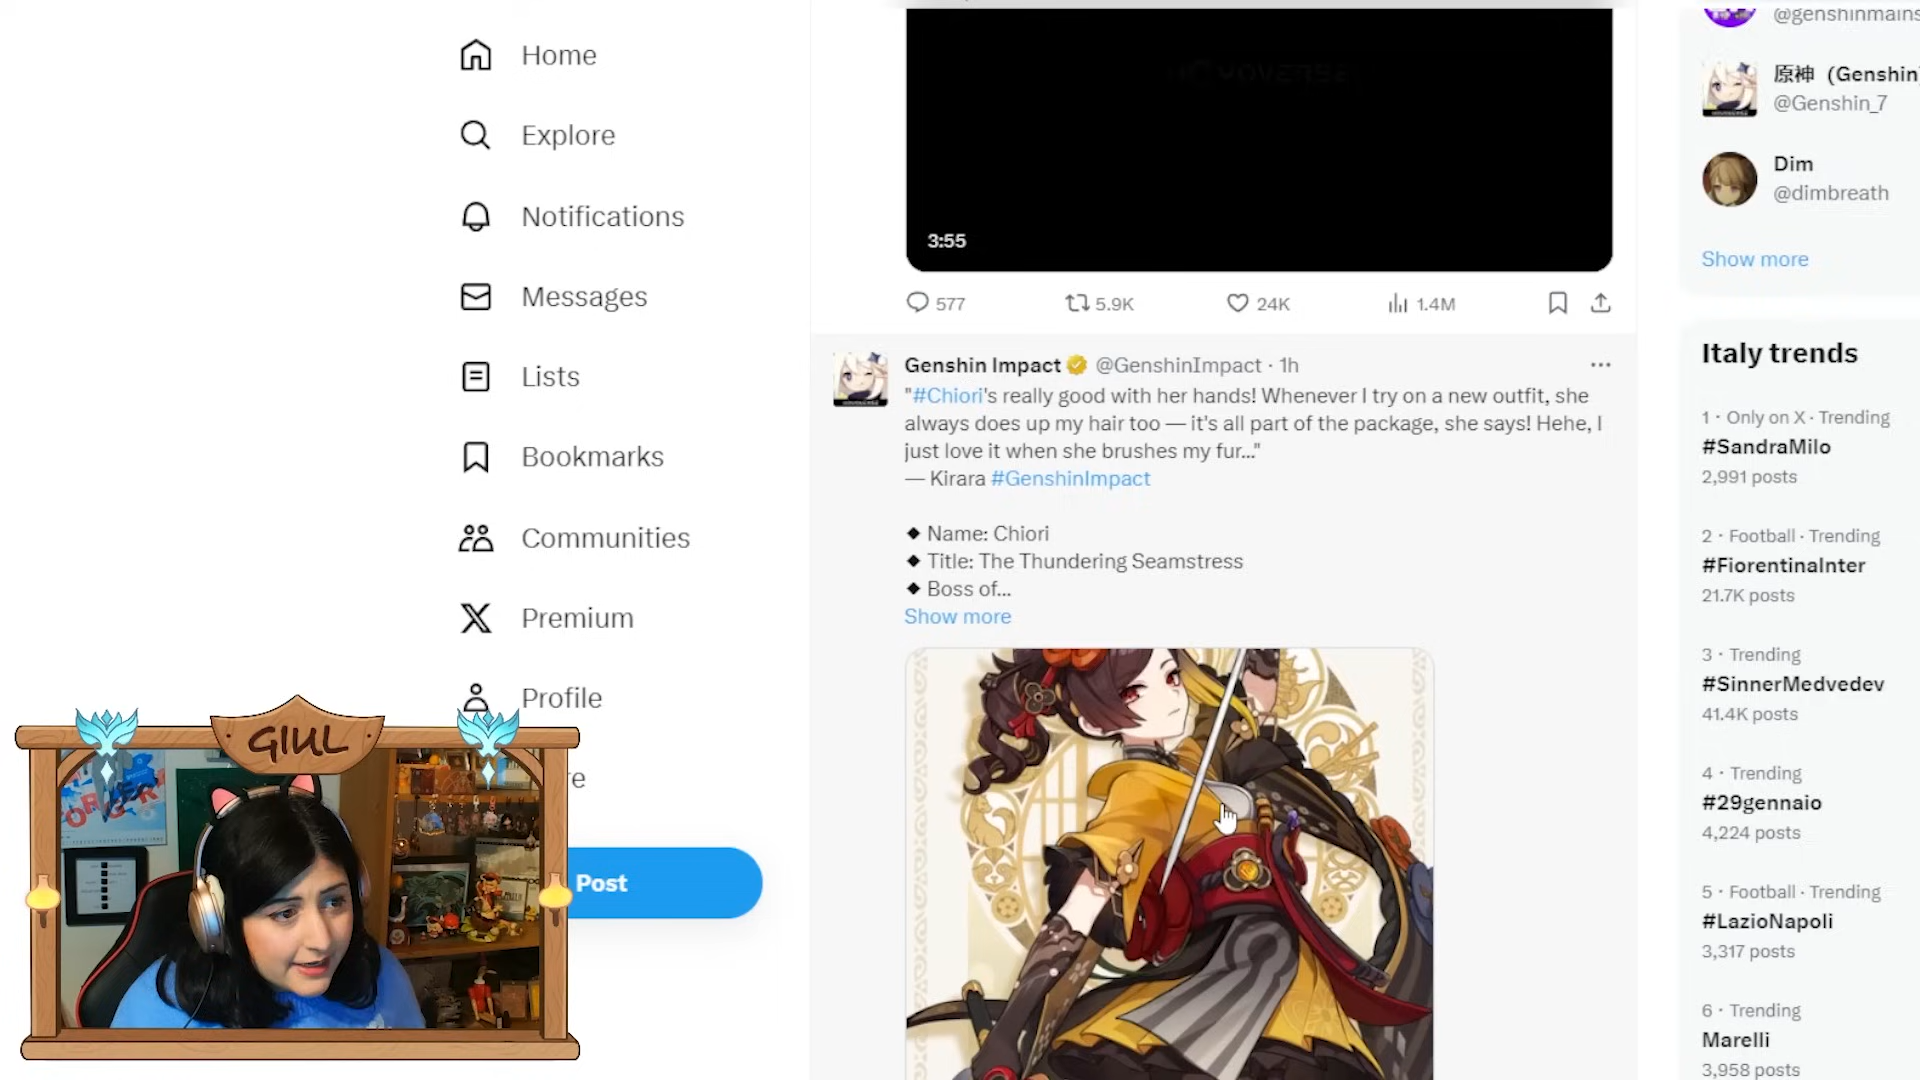 Home
Explore
Notifications
Messages
Lists
Bookmarks
Communities
Premium
Profile
re
Post
GIUL
3:55
577
5.9K
24K
1.4M
Genshin Impact @GenshinImpact · 1h
"#Chiori's really good with her hands! Whenever I try on a new outfit, she
always does up my hair too — it's all part of the package, she says! Hehe, I
just love it when she brushes my fur..."
— Kirara #GenshinImpact
◆ Name: Chiori
◆ Title: The Thundering Seamstress
◆ Boss of...
Show more
@genshinmains
原神 (Genshin)
@Genshin_7
Dim
@dimbreath
Show more
Italy trends
1 · Only on X · Trending
#SandraMilo
2,991 posts
2 · Football · Trending
#FiorentinaInter
21.7K posts
3 · Trending
#SinnerMedvedev
41.4K posts
4 · Trending
#29gennaio
4,224 posts
5 · Football · Trending
#LazioNapoli
3,317 posts
6 · Trending
Marelli
3,958 posts